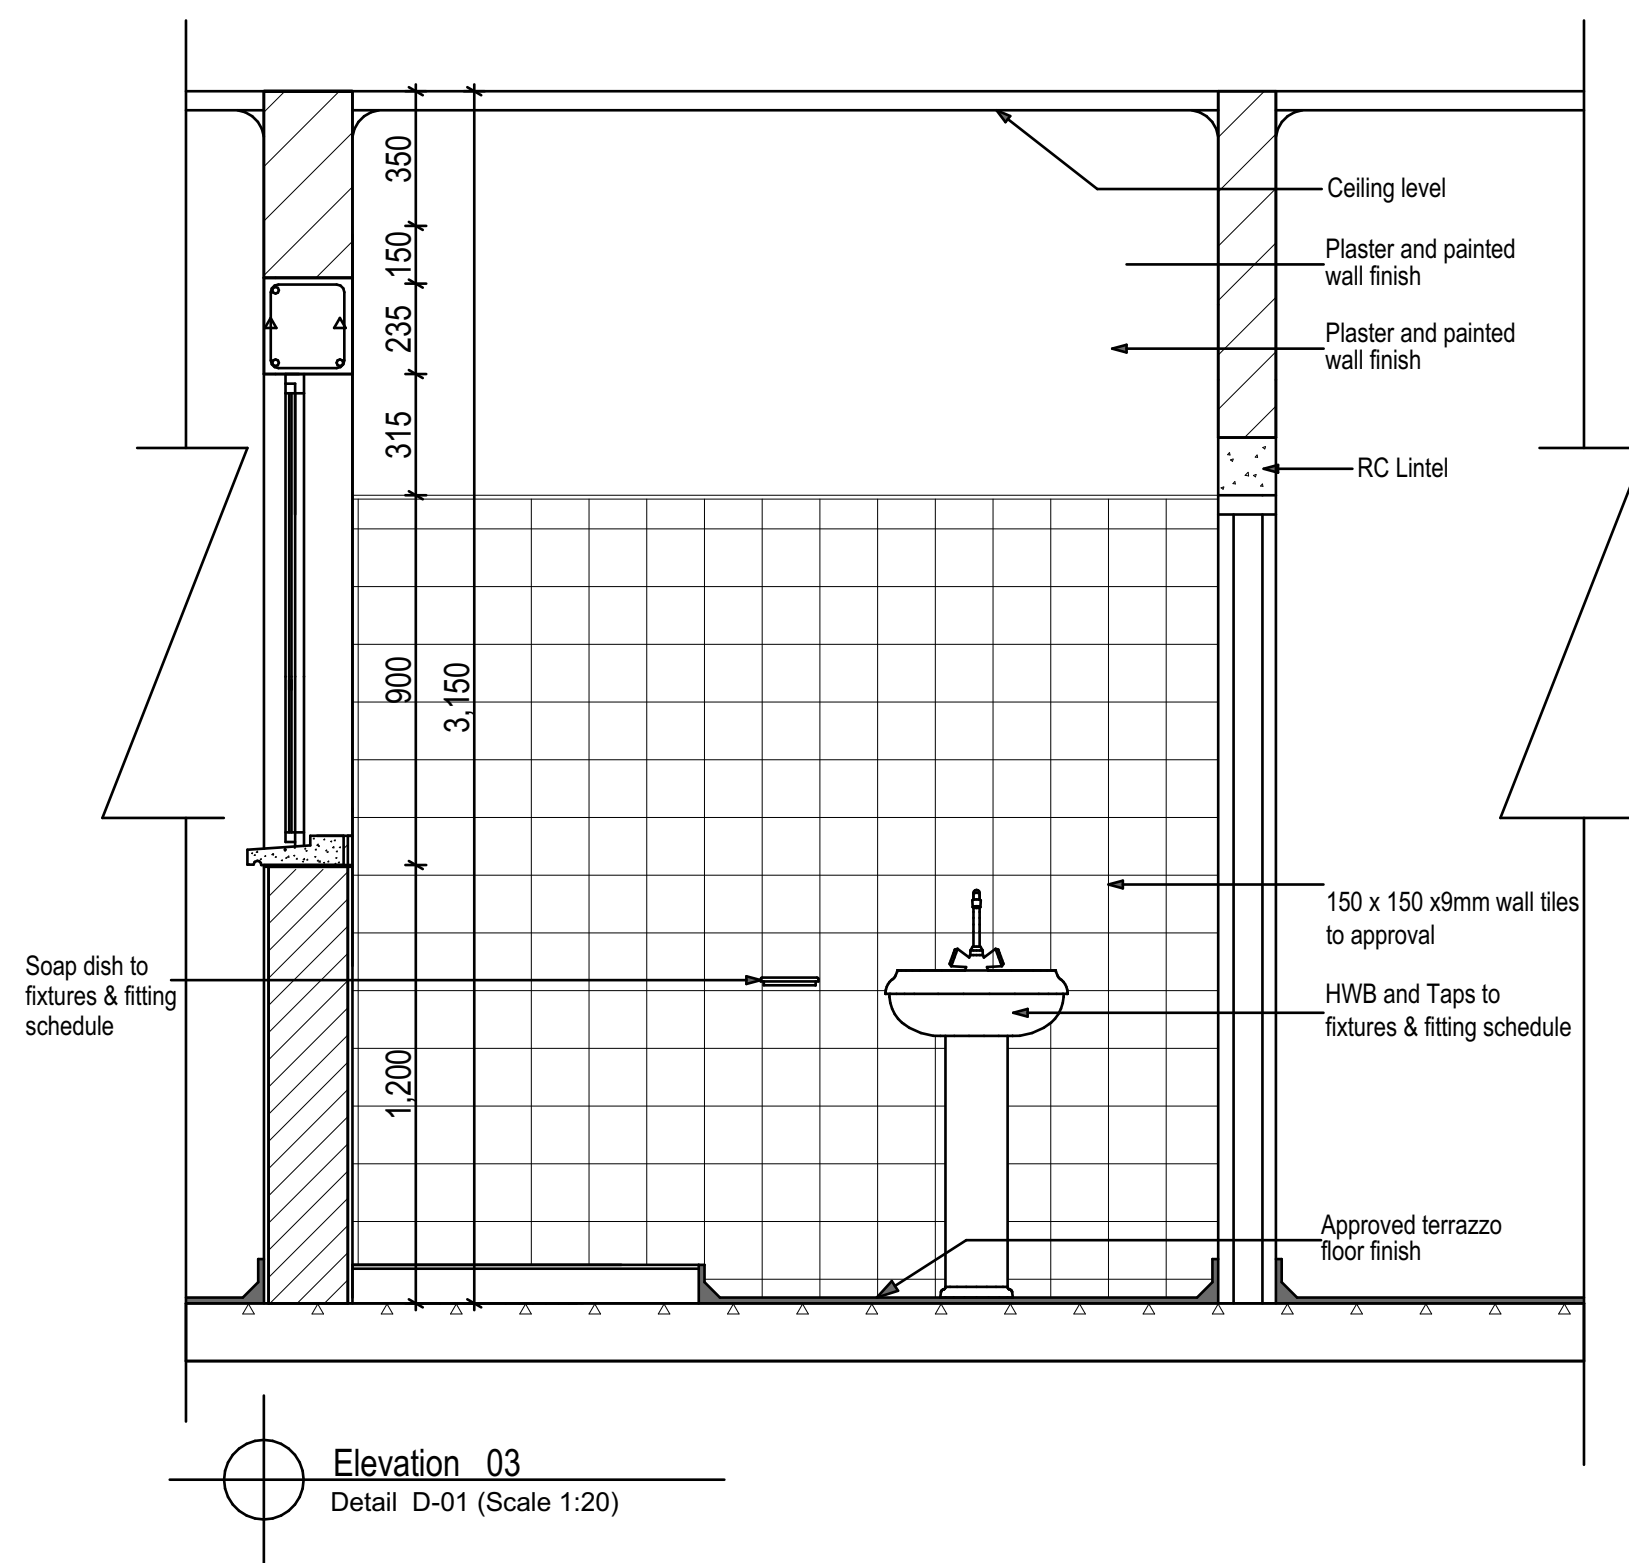 350
150
235
315
900
3,150
1,200
Ceiling level
Plaster and painted
wall finish
Plaster and painted
wall finish
RC Lintel
150 x 150 x9mm wall tiles
to approval
HWB and Taps to
fixtures & fitting schedule
Soap dish to
fixtures & fitting
schedule
Approved terrazzo
floor finish
Elevation 03
Detail D-01 (Scale 1:20)